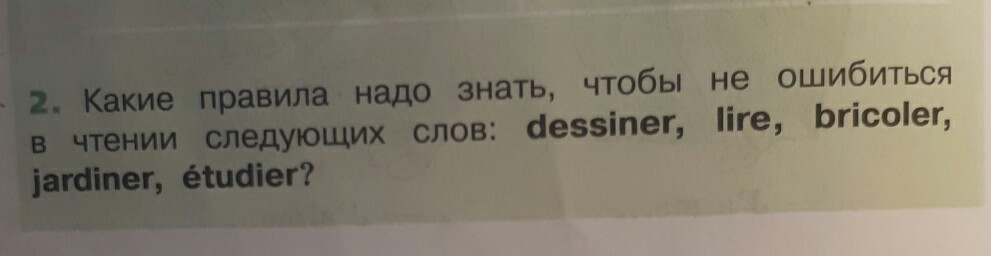 2. Какие правила надо знать, чтобы не ошибиться
в чтении следующих слов: dessiner, lire, bricoler,
jardiner, étudier?